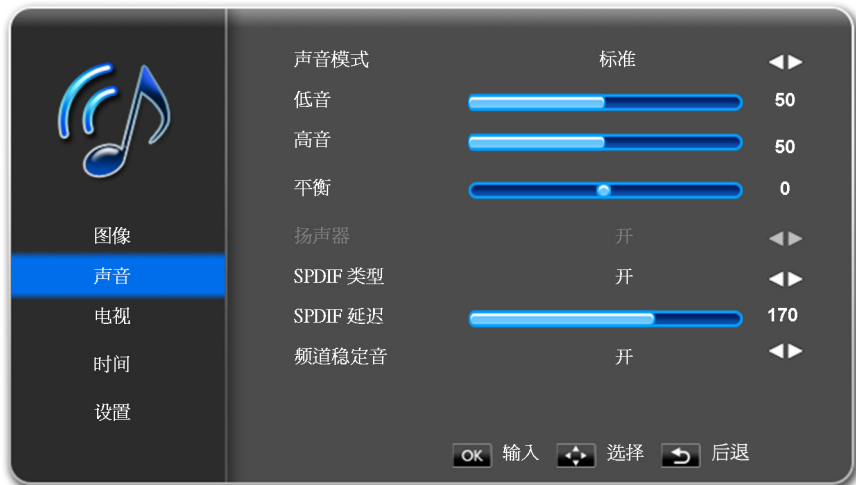 声音模式 标准
低音 50
高音 50
平衡 0
图像 扬声器 开
声音 SPDIF 类型 开
电视 SPDIF 延迟 170
时间 频道稳定音 开
设置
OK 输入 选择 后退